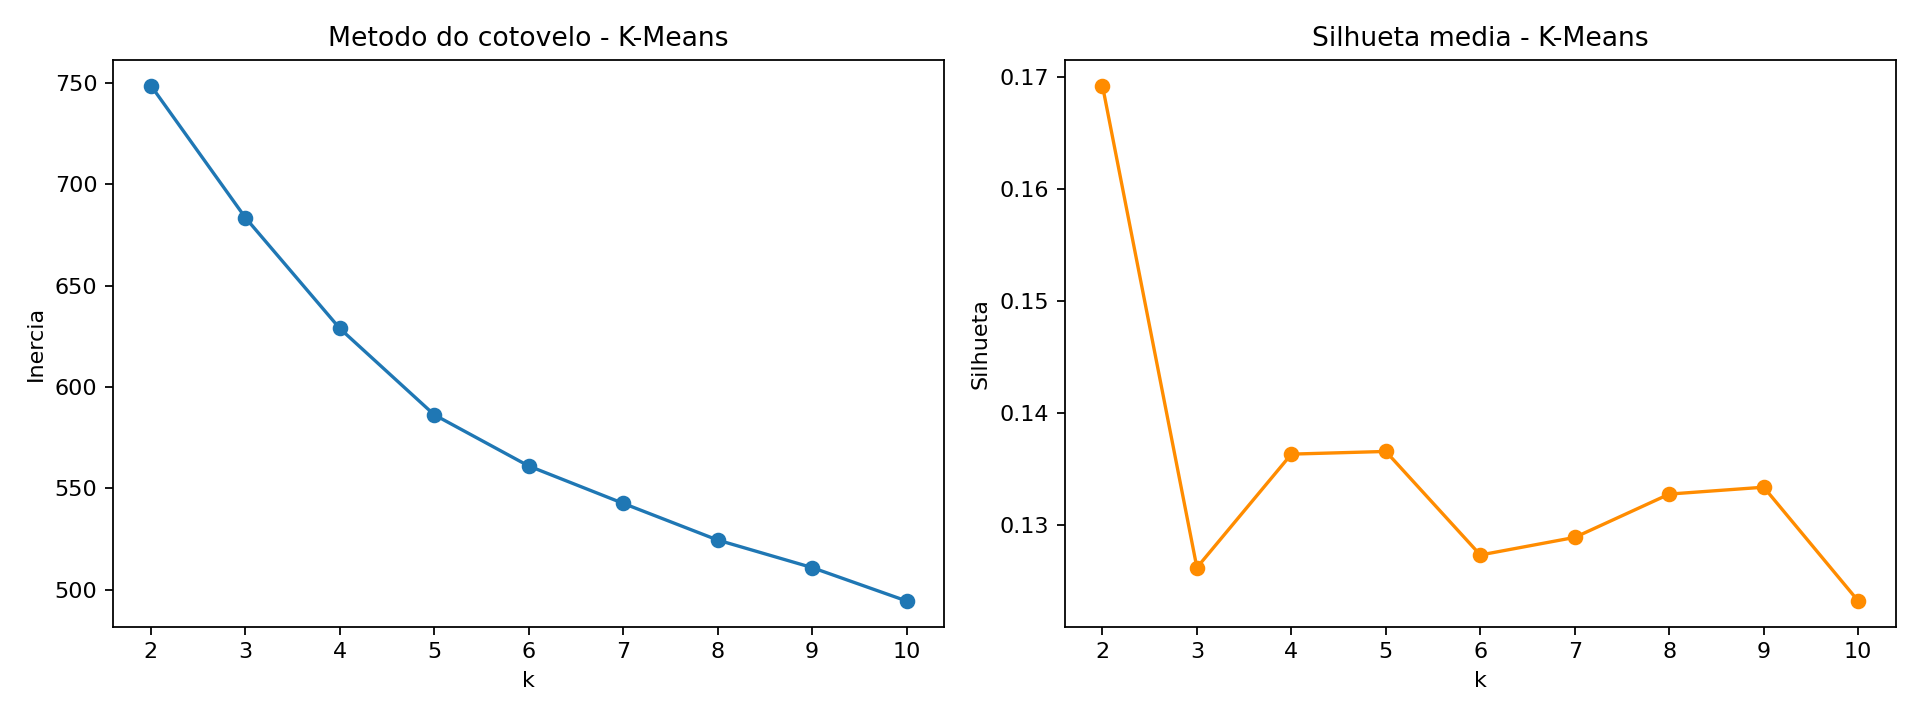 Metodo do cotovelo - K-Means
750
700
650
600
550
500
Inercia
2 3 4 5 6 7 8 9 10
k
Silhueta media - K-Means
0.17
0.16
0.15
0.14
0.13
Silhueta
2 3 4 5 6 7 8 9 10
k